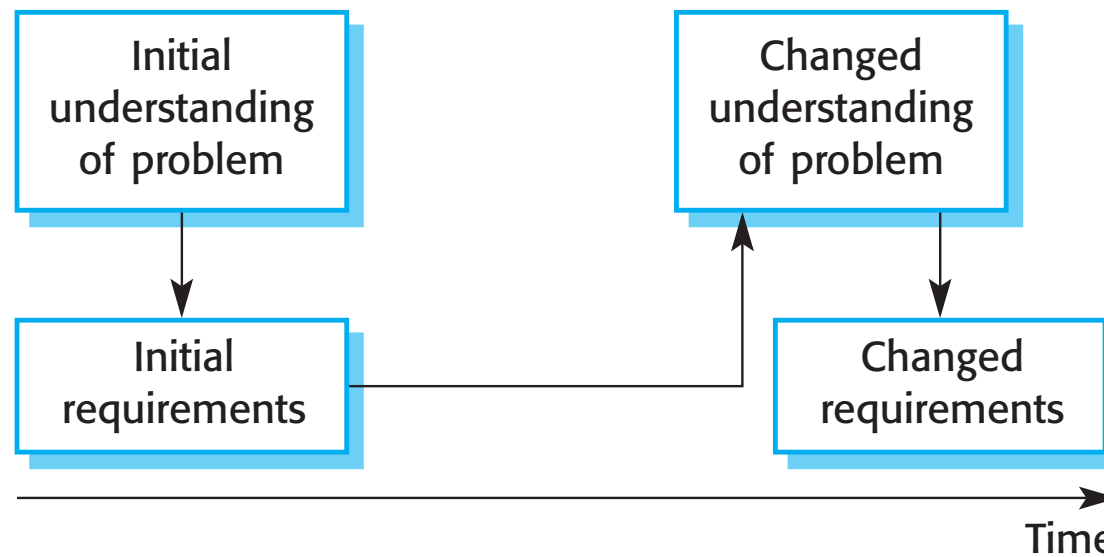 Initial
understanding
of problem
Changed
understanding
of problem
Initial
requirements
Changed
requirements
Time